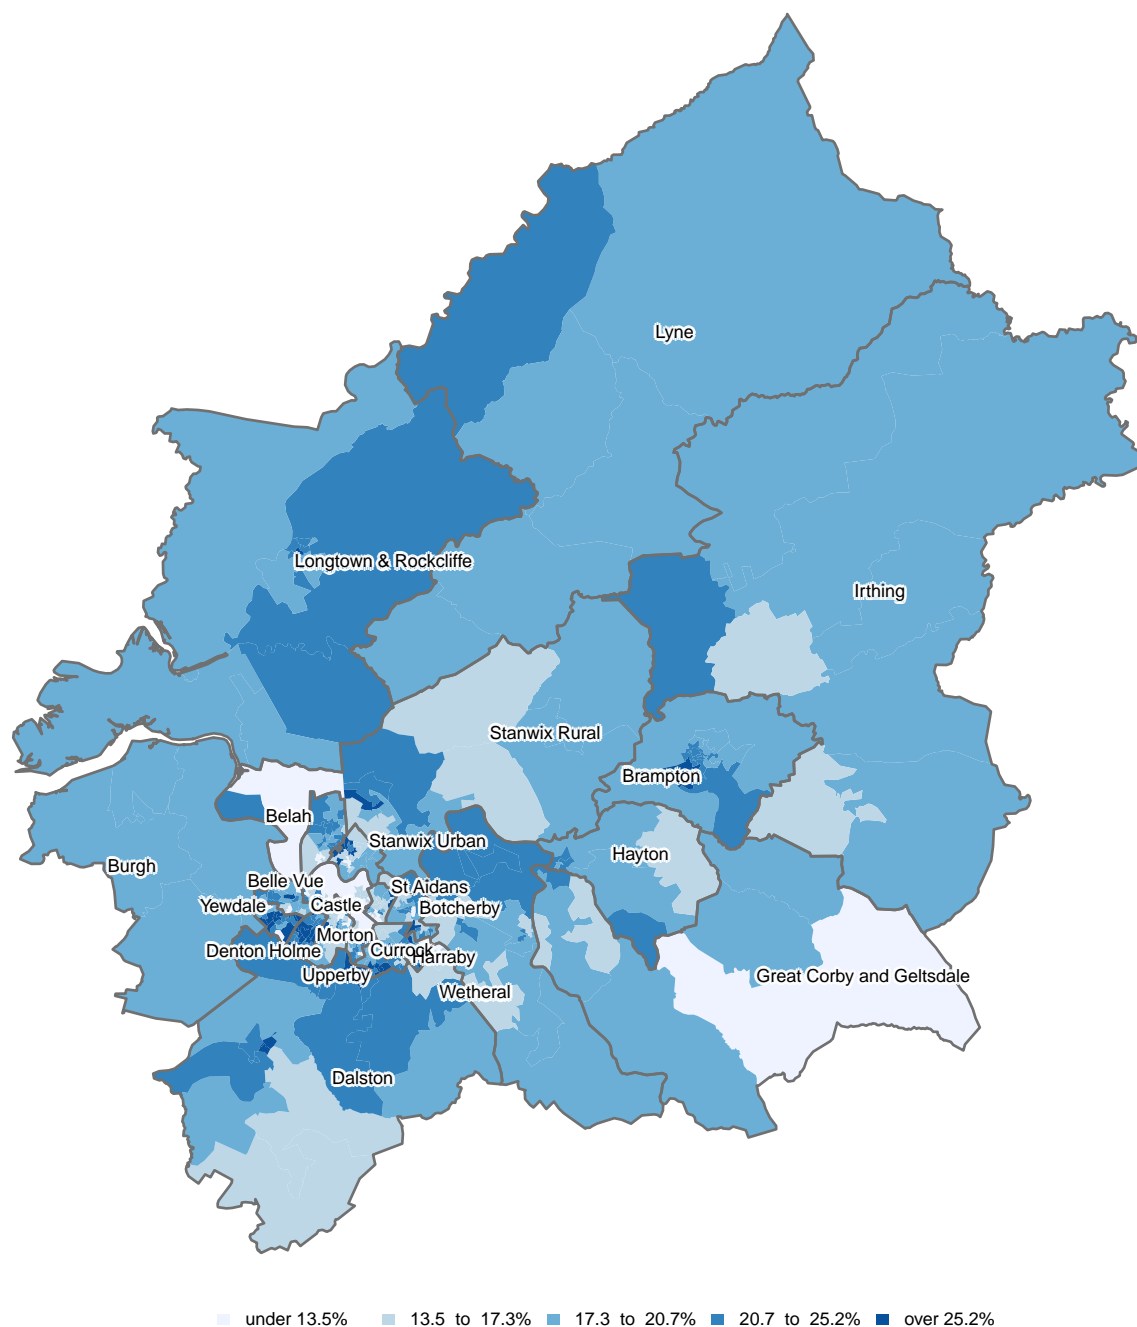 Lyne
Longtown & Rockcliffe
Irthing
Stanwix Rural
Brampton
Belah
Stanwix Urban
Hayton
Burgh
Belle Vue
St Aidans
Yewdale
Castle
Botcherby
Morton
Denton Holme
Currock
Harraby
Upperby
Great Corby and Geltsdale
Wetheral
Dalston
under 13.5% 13.5 to 17.3% 17.3 to 20.7% 20.7 to 25.2% over 25.2%